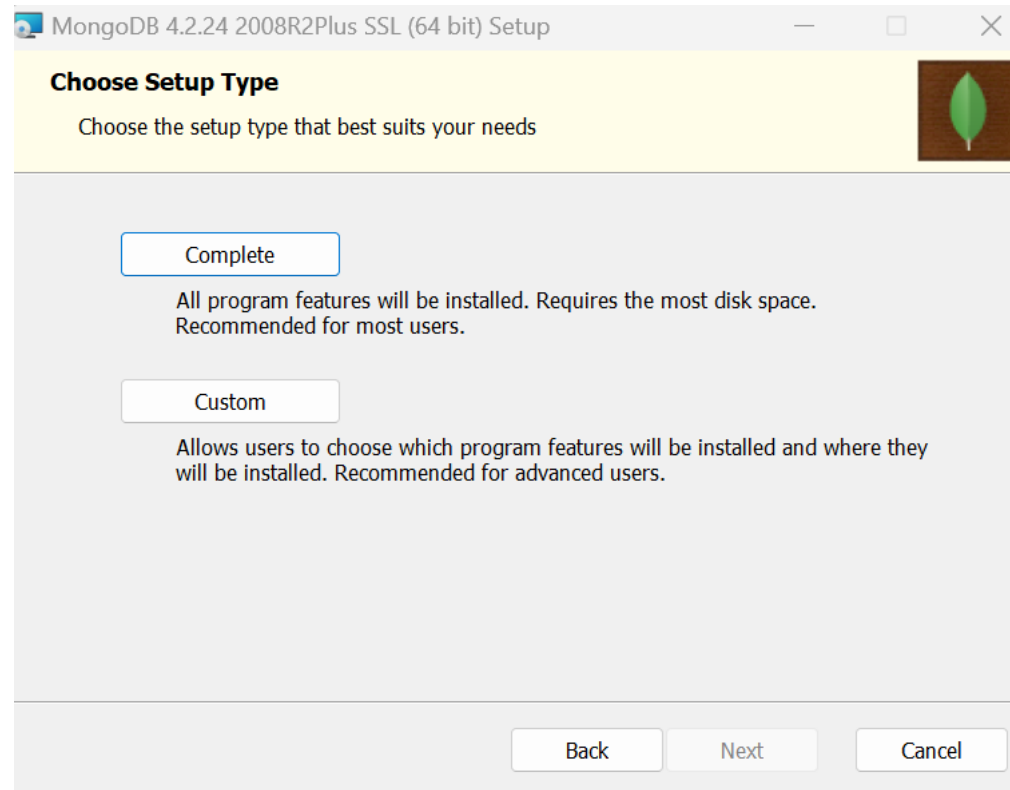 MongoDB 4.2.24 2008R2Plus SSL (64 bit) Setup
Choose Setup Type
Choose the setup type that best suits your needs
Complete
All program features will be installed. Requires the most disk space.
Recommended for most users.
Custom
Allows users to choose which program features will be installed and where they
will be installed. Recommended for advanced users.
Back Next Cancel